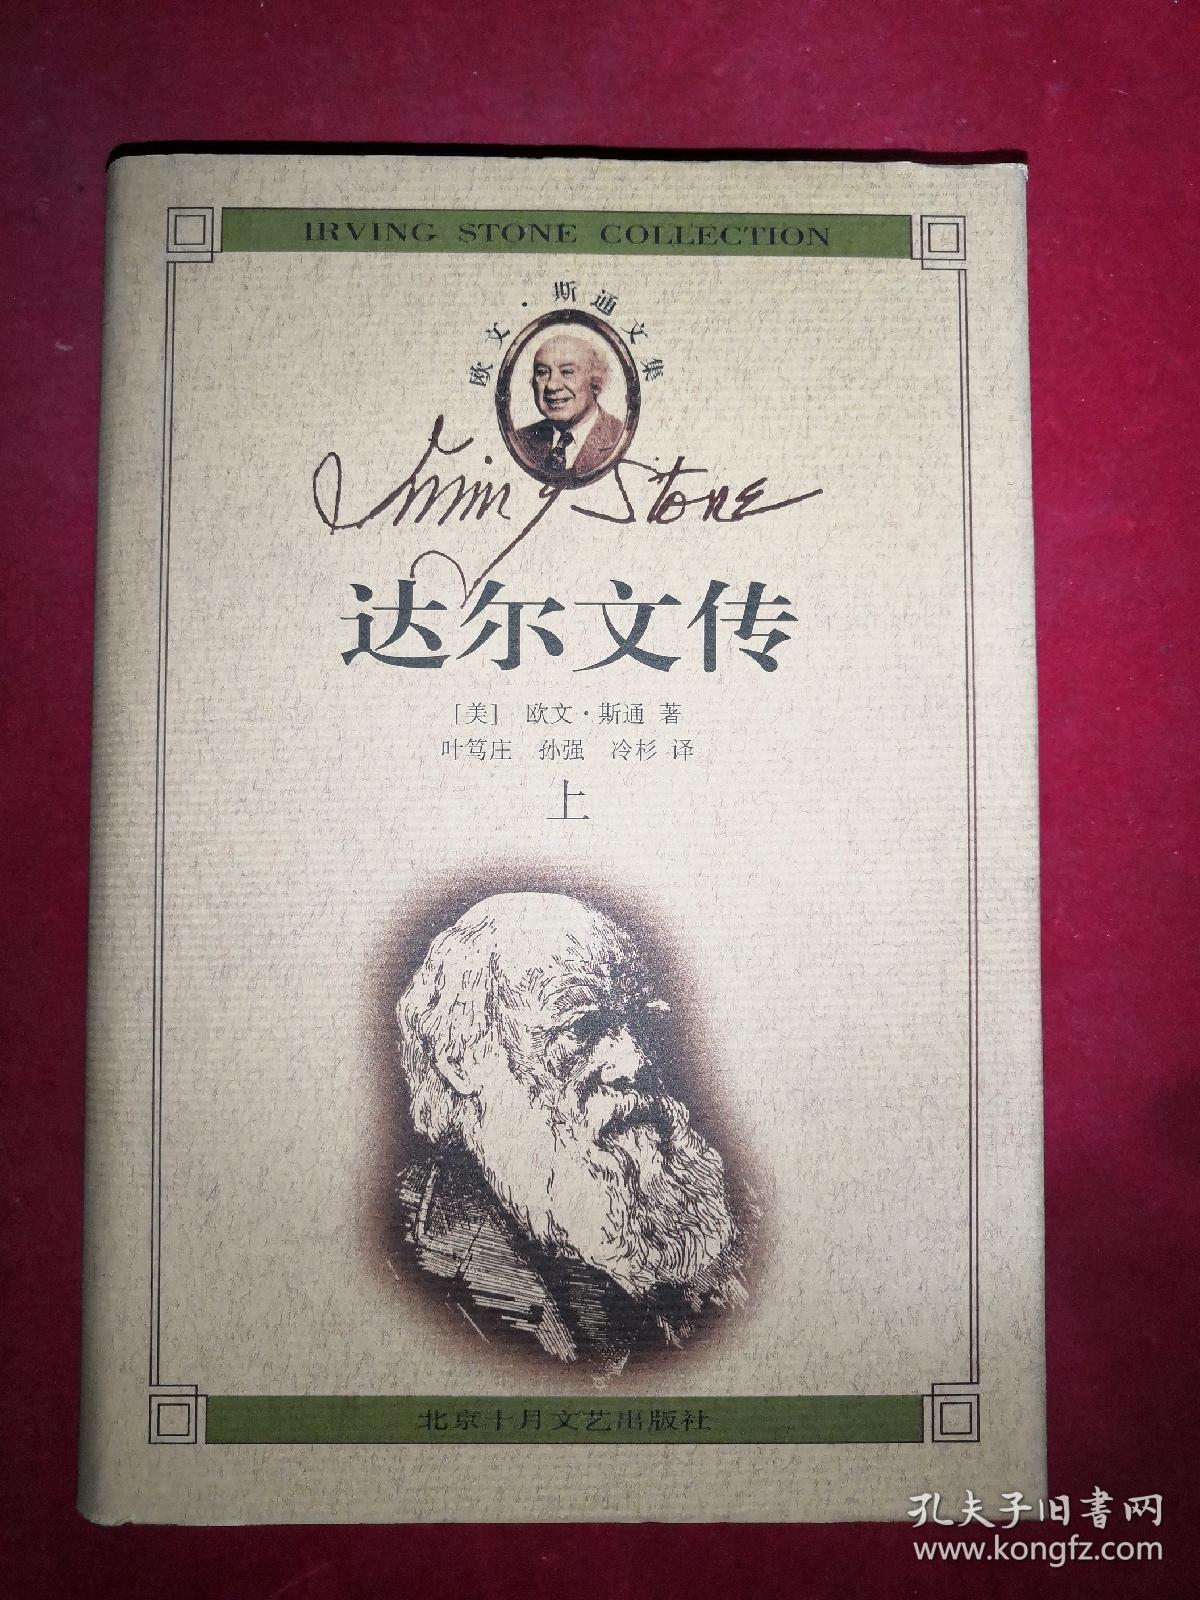 IRVING STONE COLLECTION
欧文·斯通文集
Irving Stone
达尔文传
[美] 欧文·斯通 著
叶笃庄 孙强 冷杉 译
上
北京十月文艺出版社
孔夫子旧書网
www.kongfz.com